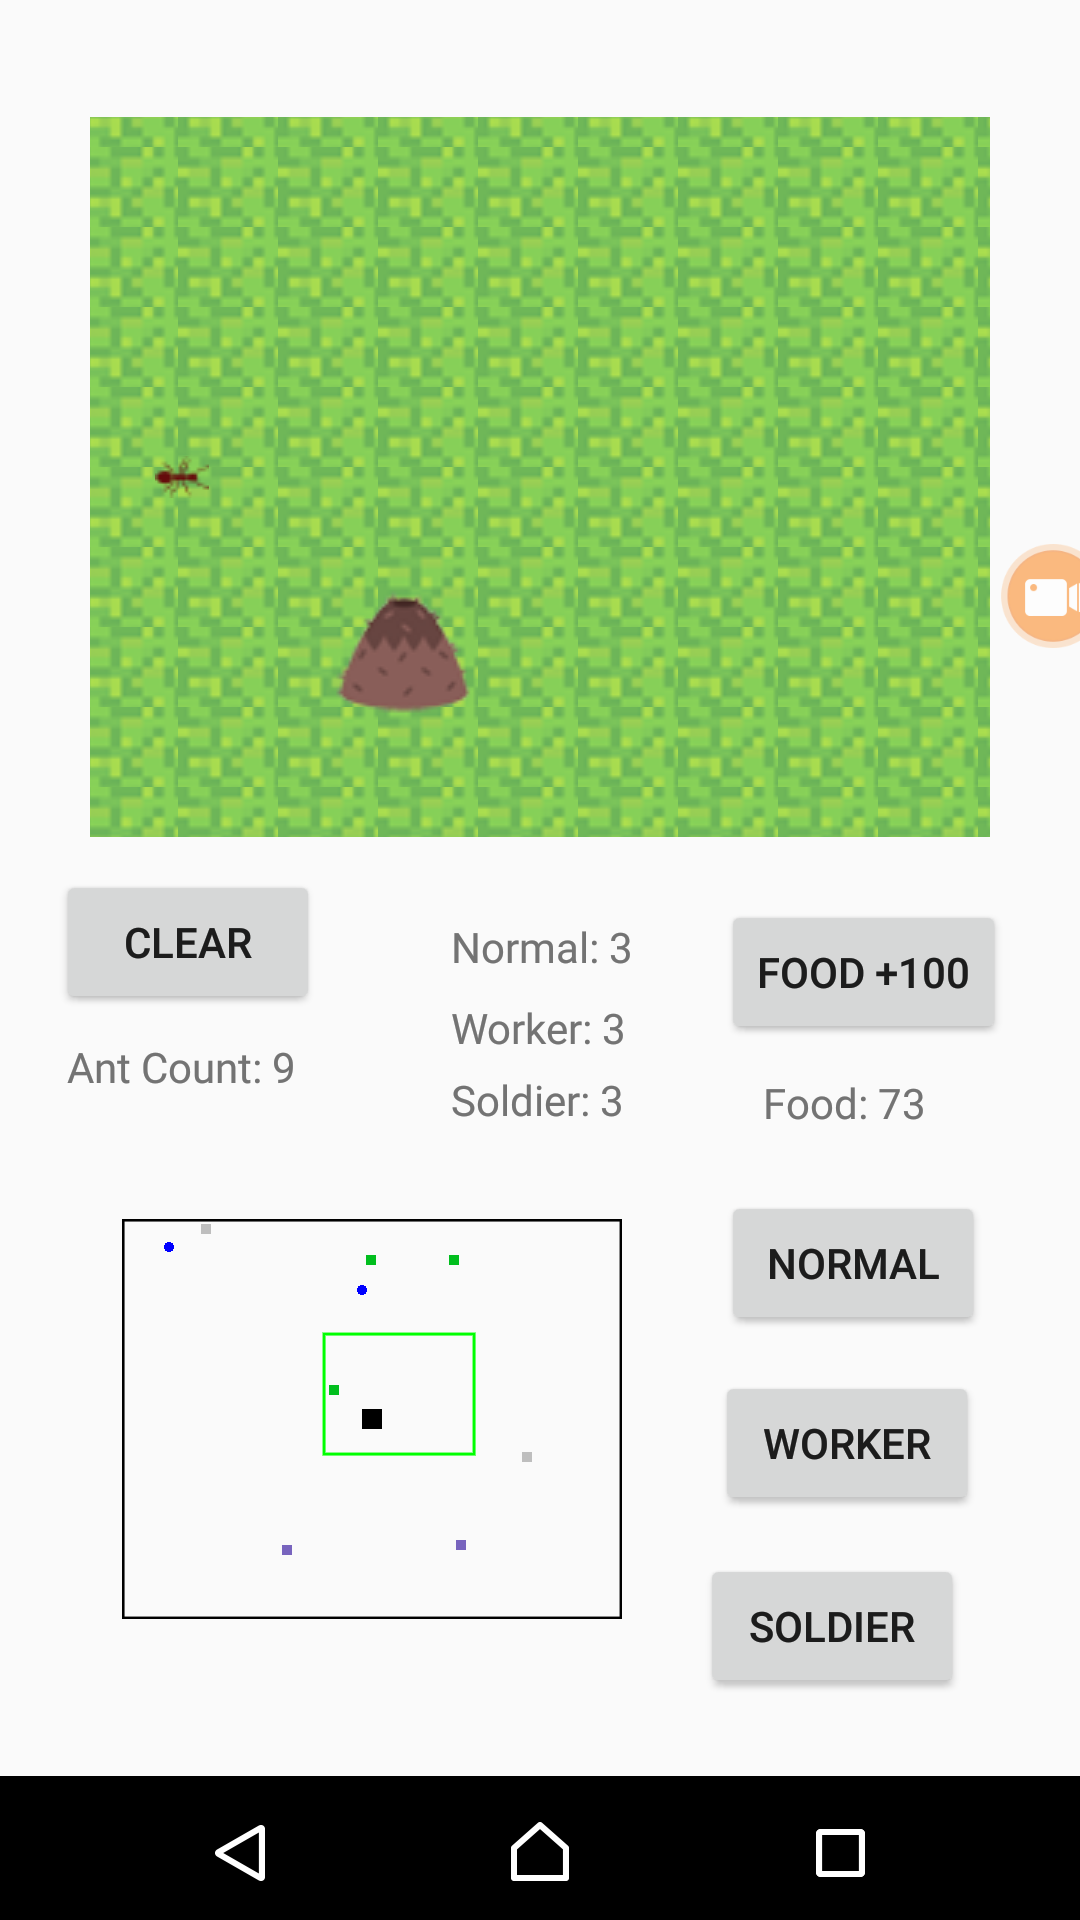 CLEAR
Normal: 3
FOOD +100
Worker: 3
Ant Count: 9
Soldier: 3
Food: 73
NORMAL
WORKER
SOLDIER